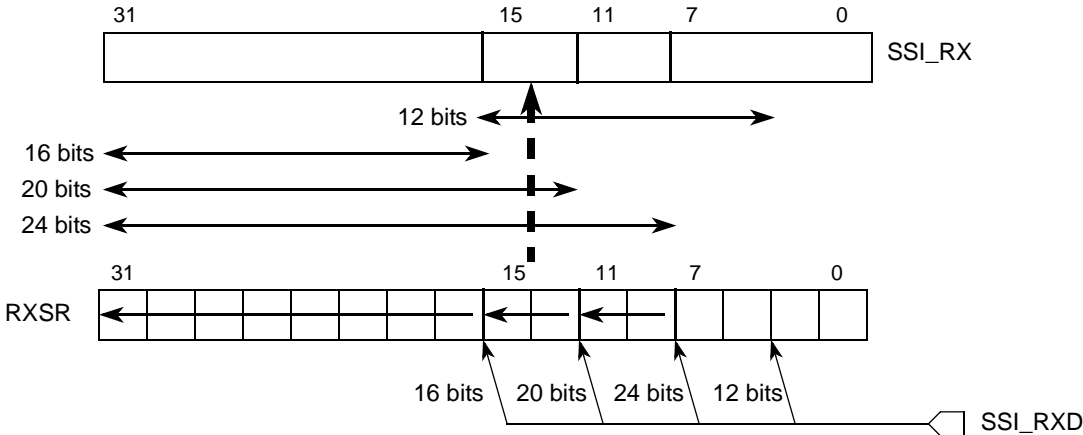 31 15 11 7 0
SSI_RX
12 bits
16 bits
20 bits
24 bits
31 15 11 7 0
RXSR
16 bits 20 bits 24 bits 12 bits
SSI_RXD